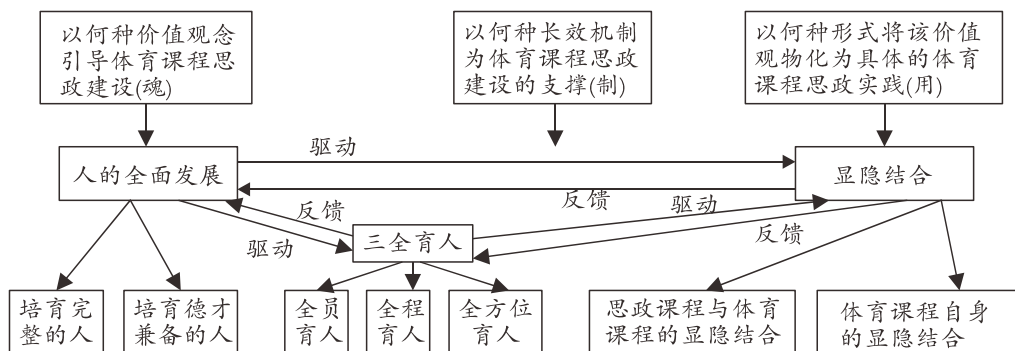 以何种价值观念
引导体育课程思
政建设(魂)
以何种长效机制
为体育课程思政
建设的支撑(制)
以何种形式将该价值
观物化为具体的体育
课程思政实践(用)
驱动
人的全面发展
显隐结合
反馈
反馈
驱动
三全育人
驱动
反馈
培育完
整的人
培育德才
兼备的人
全员
育人
全程
育人
全方位
育人
思政课程与体育
课程的显隐结合
体育课程自身
的显隐结合